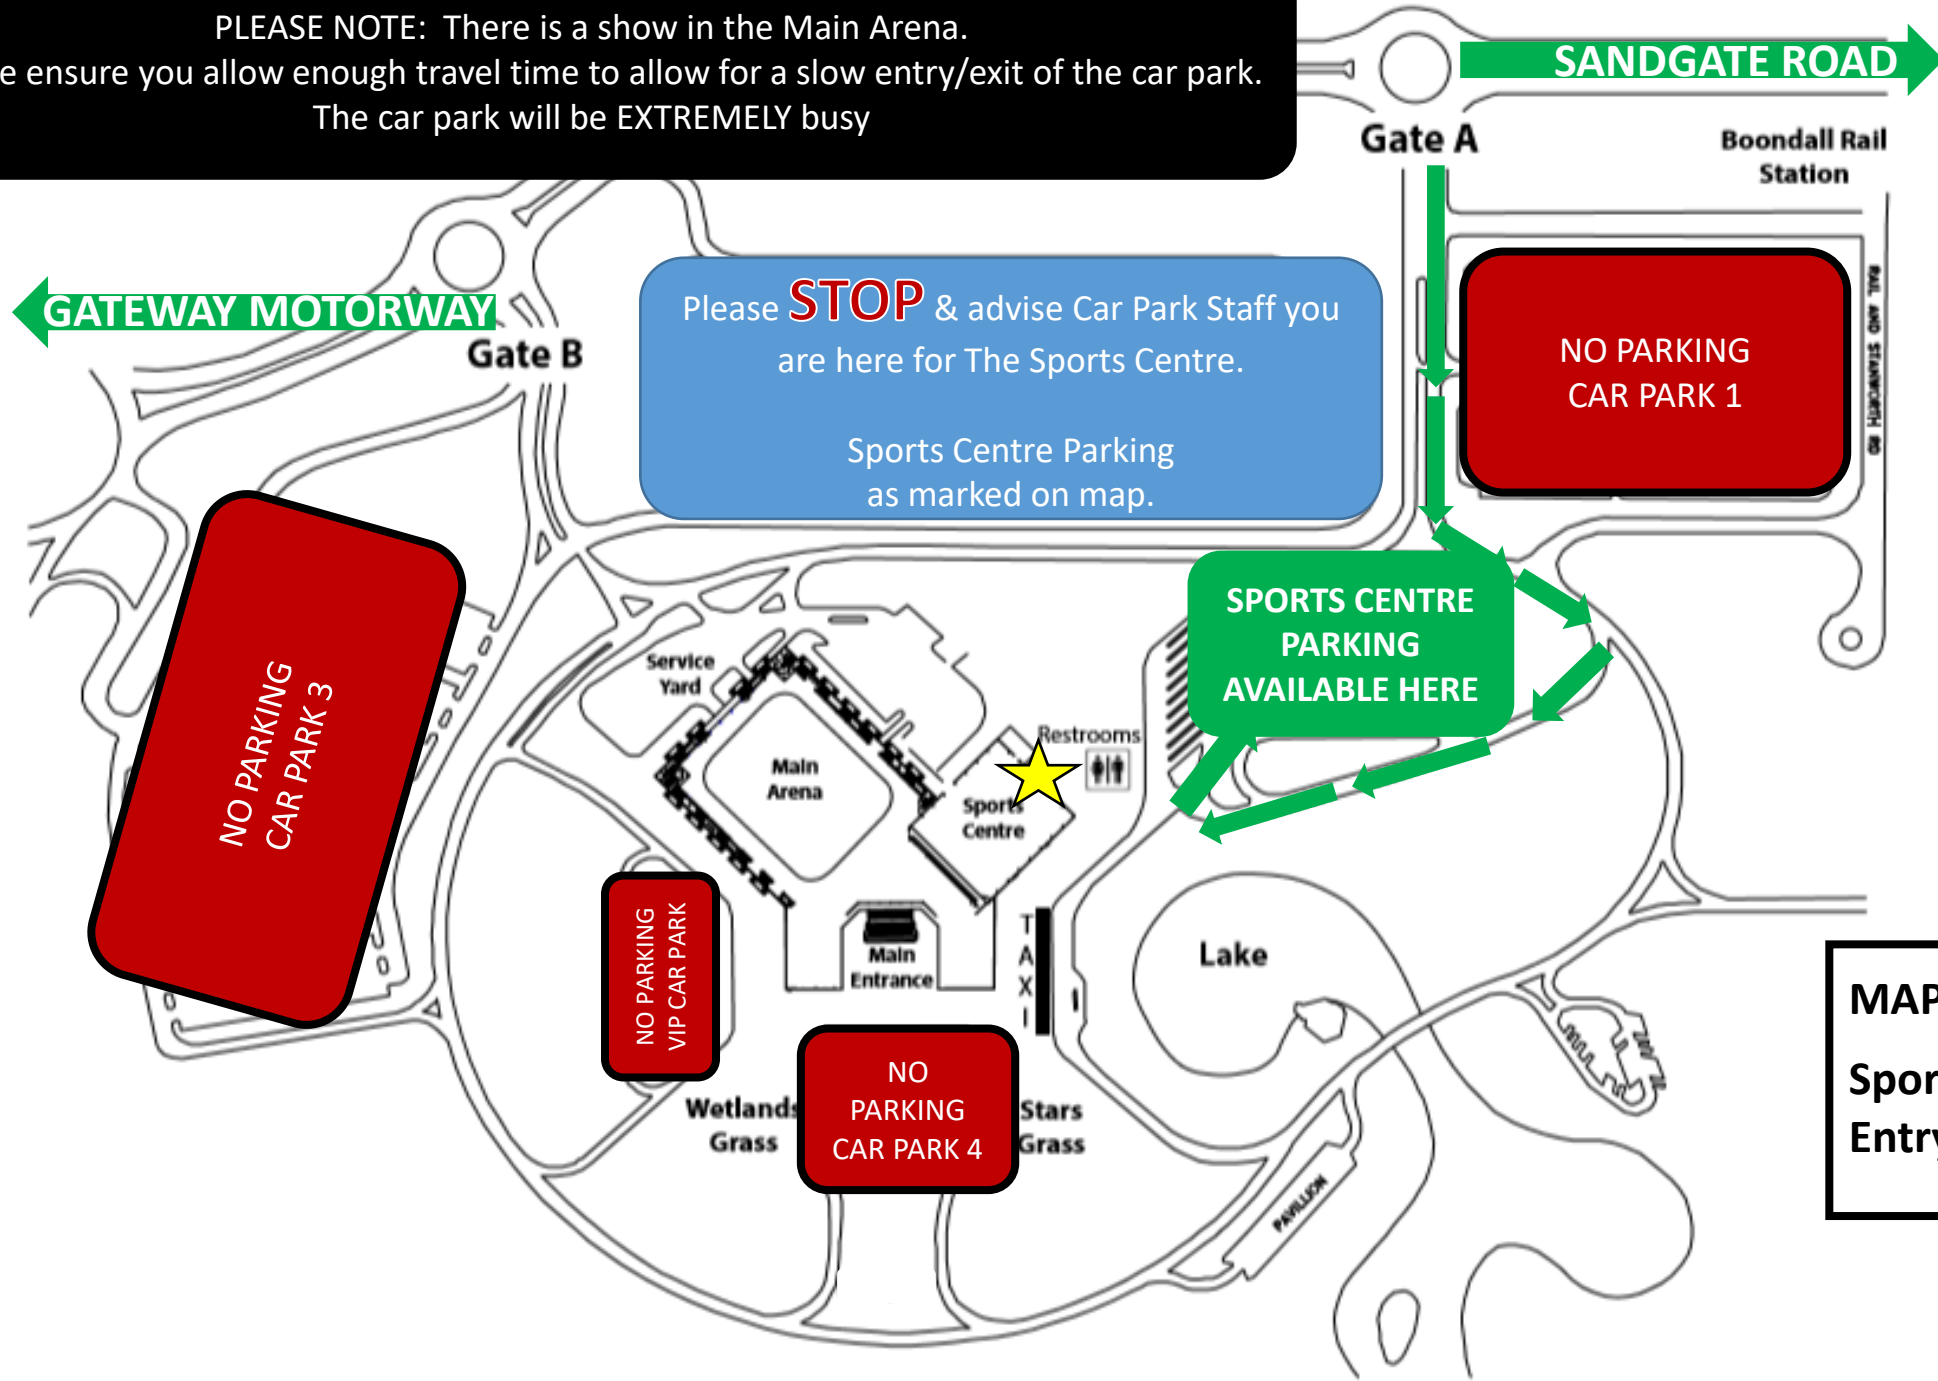 PLEASE NOTE:  There is a show in the Main Arena.
e ensure you allow enough travel time to allow for a slow entry/exit of the car park.
The car park will be EXTREMELY busy
SANDGATE ROAD
Gate A
Boondall Rail
Station
GATEWAY MOTORWAY
Gate B
Please STOP & advise Car Park Staff you
are here for The Sports Centre.
Sports Centre Parking
as marked on map.
NO PARKING
CAR PARK 1
RAIL AND STANWORTH RD
SPORTS CENTRE
PARKING
AVAILABLE HERE
NO PARKING
CAR PARK 3
Service
Yard
Main
Arena
Restrooms
Sports
Centre
NO PARKING
VIP CAR PARK
Main
Entrance
TAXI
Lake
MAP
Spor
Entry
NO
PARKING
CAR PARK 4
Wetlands
Grass
Stars
Grass
PAVILLION